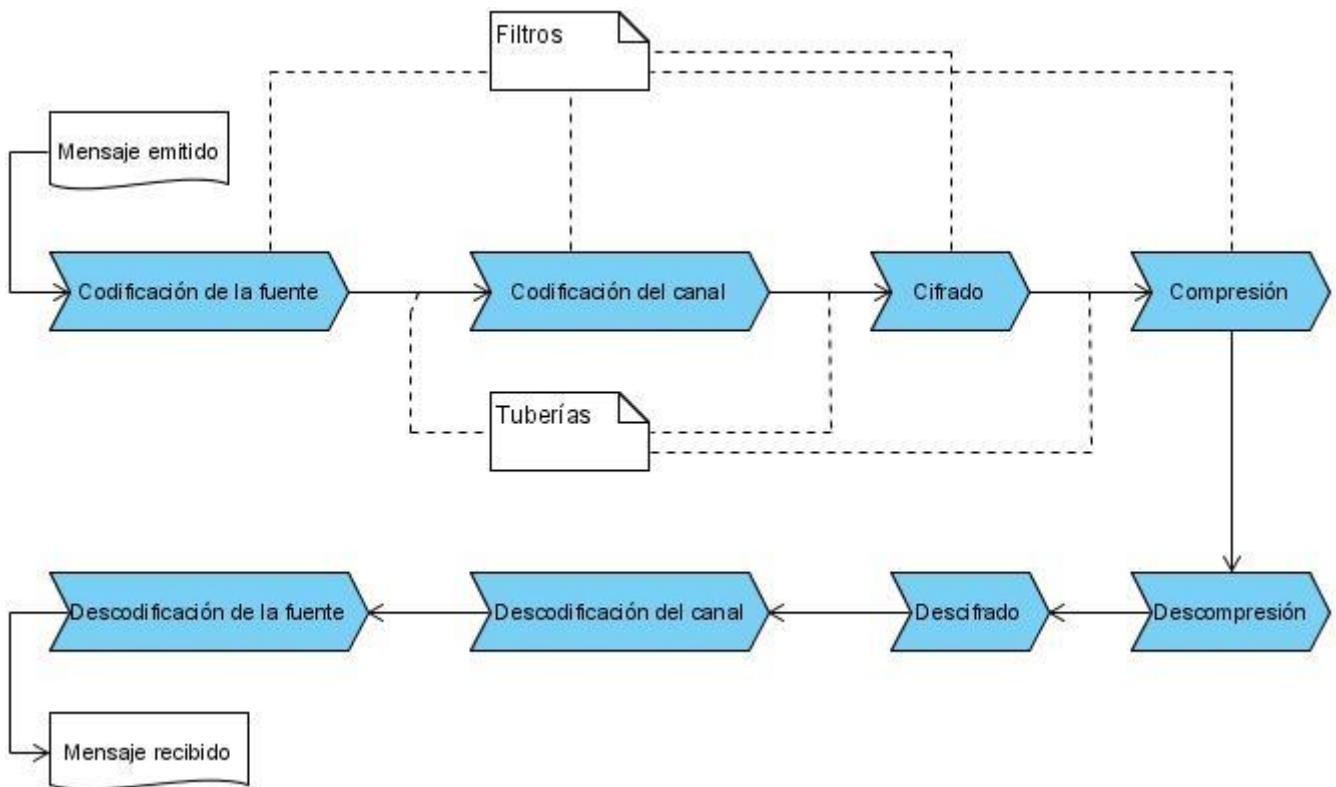 Filtros
Mensaje emitido
Codificación de la fuente
Codificación del canal
Cifrado
Compresión
Tuberías
Descodificación de la fuente
Descodificación del canal
Descifrado
Descompresión
Mensaje recibido